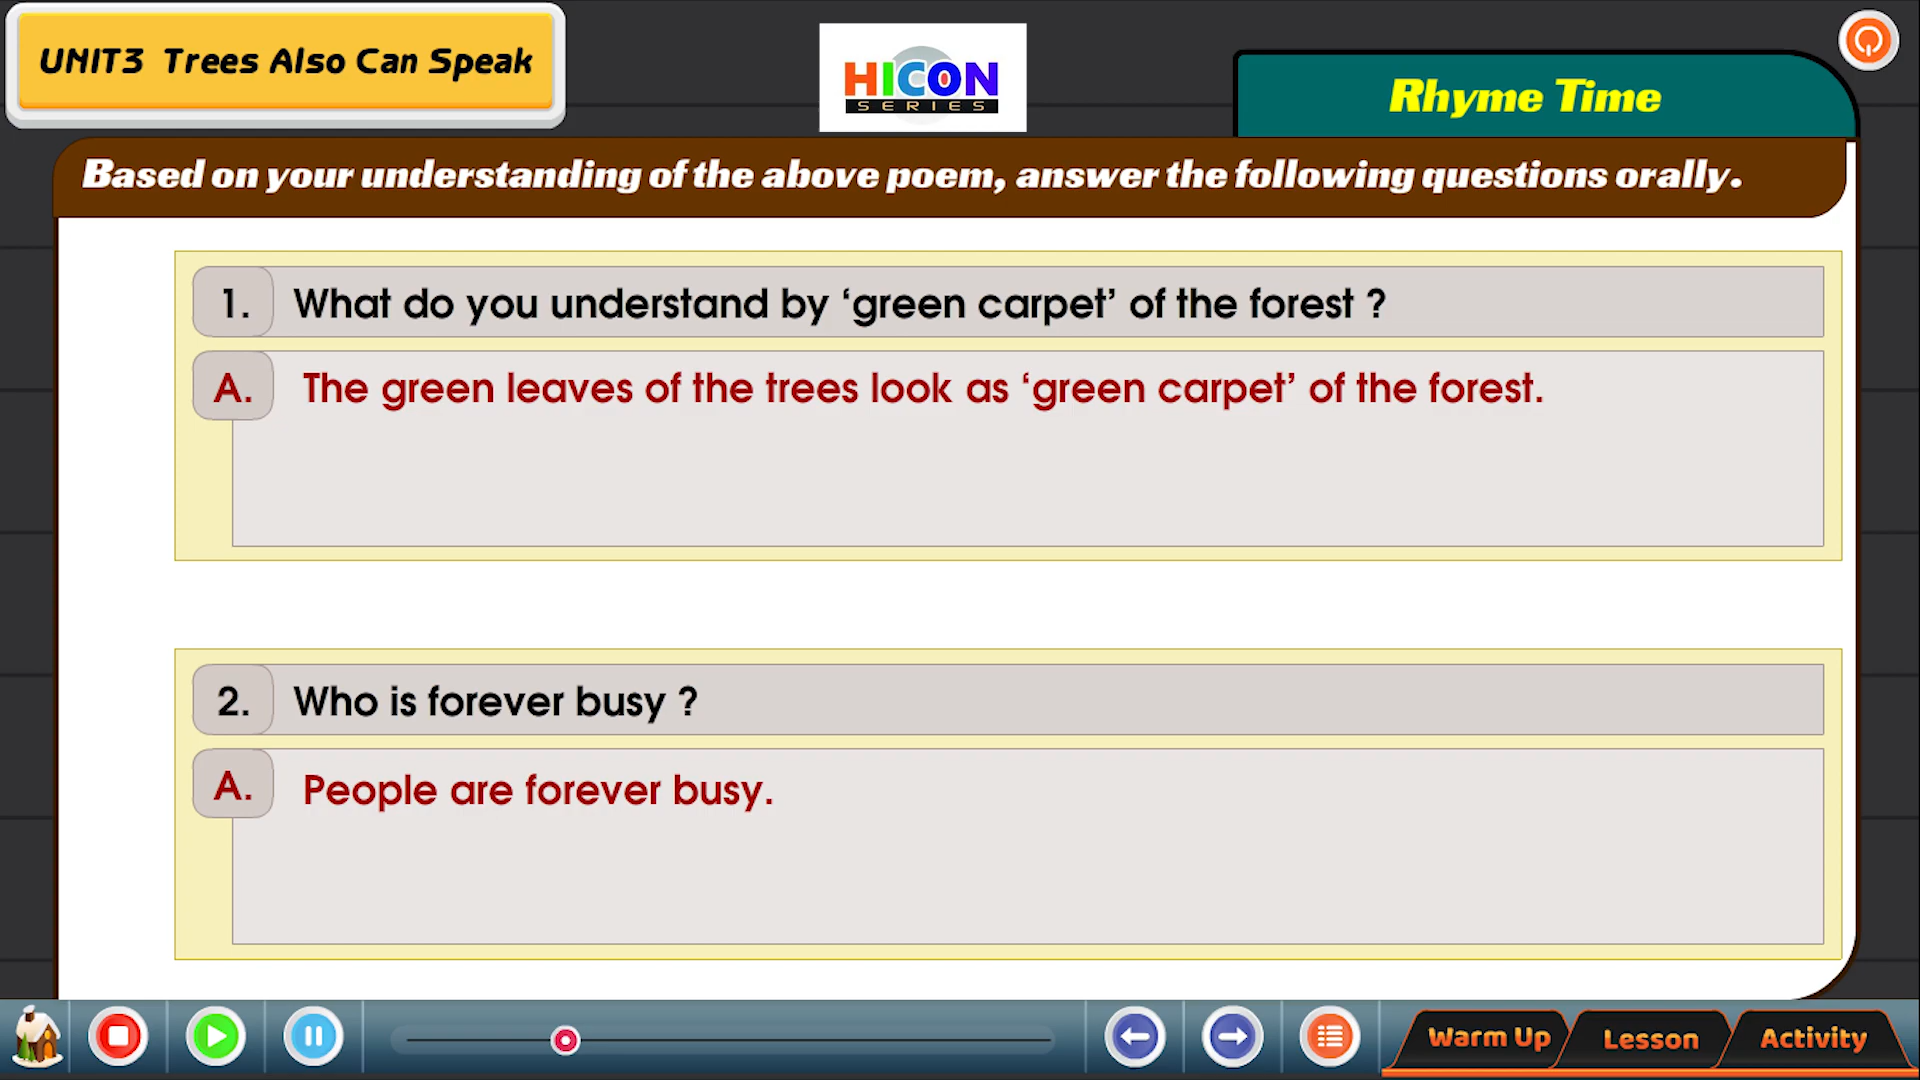 UNIT3 Trees Also Can Speak
HICON
SERIES
Rhyme Time
Based on your understanding of the above poem, answer the following questions orally.
1. What do you understand by ‘green carpet’ of the forest ?
A. The green leaves of the trees look as ‘green carpet’ of the forest.
2. Who is forever busy ?
A. People are forever busy.
Warm Up Lesson Activity